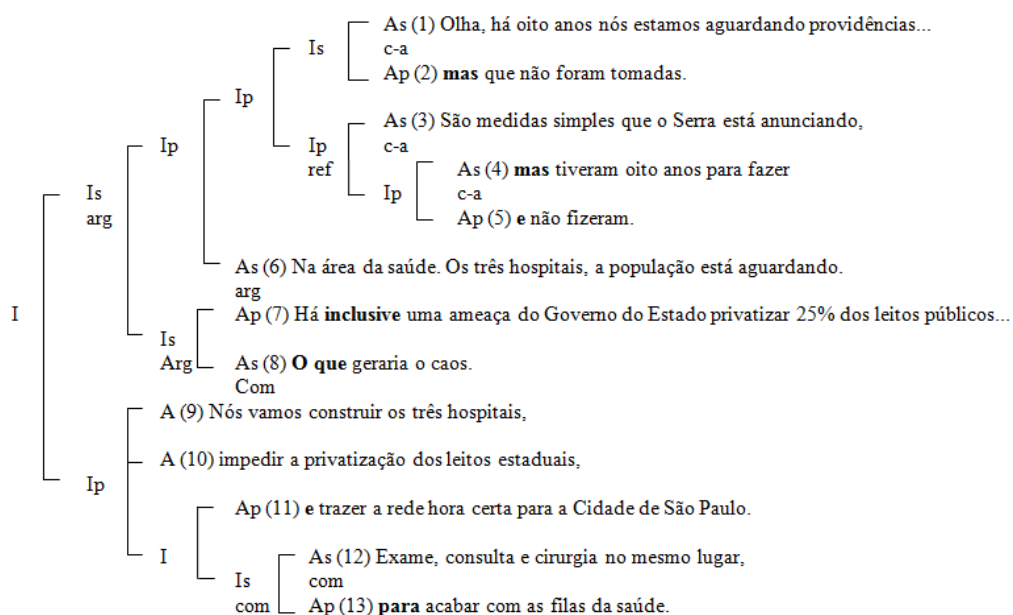 As (1) Olha, há oito anos nós estamos aguardando providências...
Is
c-a
Ap (2) mas que não foram tomadas.
Ip
As (3) São medidas simples que o Serra está anunciando,
Ip
Ip
c-a
ref
As (4) mas tiveram oito anos para fazer
Is
Ip
c-a
arg
Ap (5) e não fizeram.
As (6) Na área da saúde. Os três hospitais, a população está aguardando.
arg
I
Ap (7) Há inclusive uma ameaça do Governo do Estado privatizar 25% dos leitos públicos...
Is
Arg
As (8) O que geraria o caos.
Com
A (9) Nós vamos construir os três hospitais,
A (10) impedir a privatização dos leitos estaduais,
Ip
Ap (11) e trazer a rede hora certa para a Cidade de São Paulo.
I
As (12) Exame, consulta e cirurgia no mesmo lugar,
Is
com
com
Ap (13) para acabar com as filas da saúde.